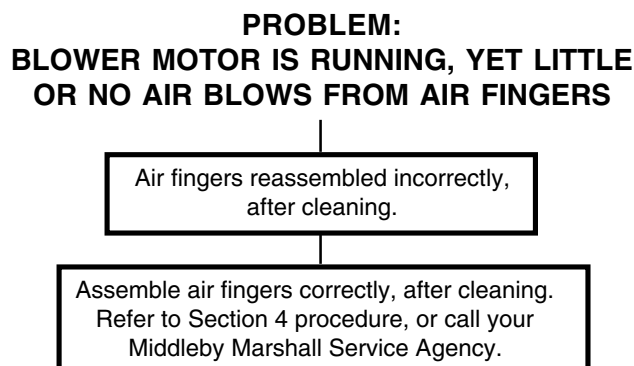 PROBLEM:
BLOWER MOTOR IS RUNNING, YET LITTLE
OR NO AIR BLOWS FROM AIR FINGERS
Air fingers reassembled incorrectly,
after cleaning.
Assemble air fingers correctly, after cleaning.
Refer to Section 4 procedure, or call your
Middleby Marshall Service Agency.